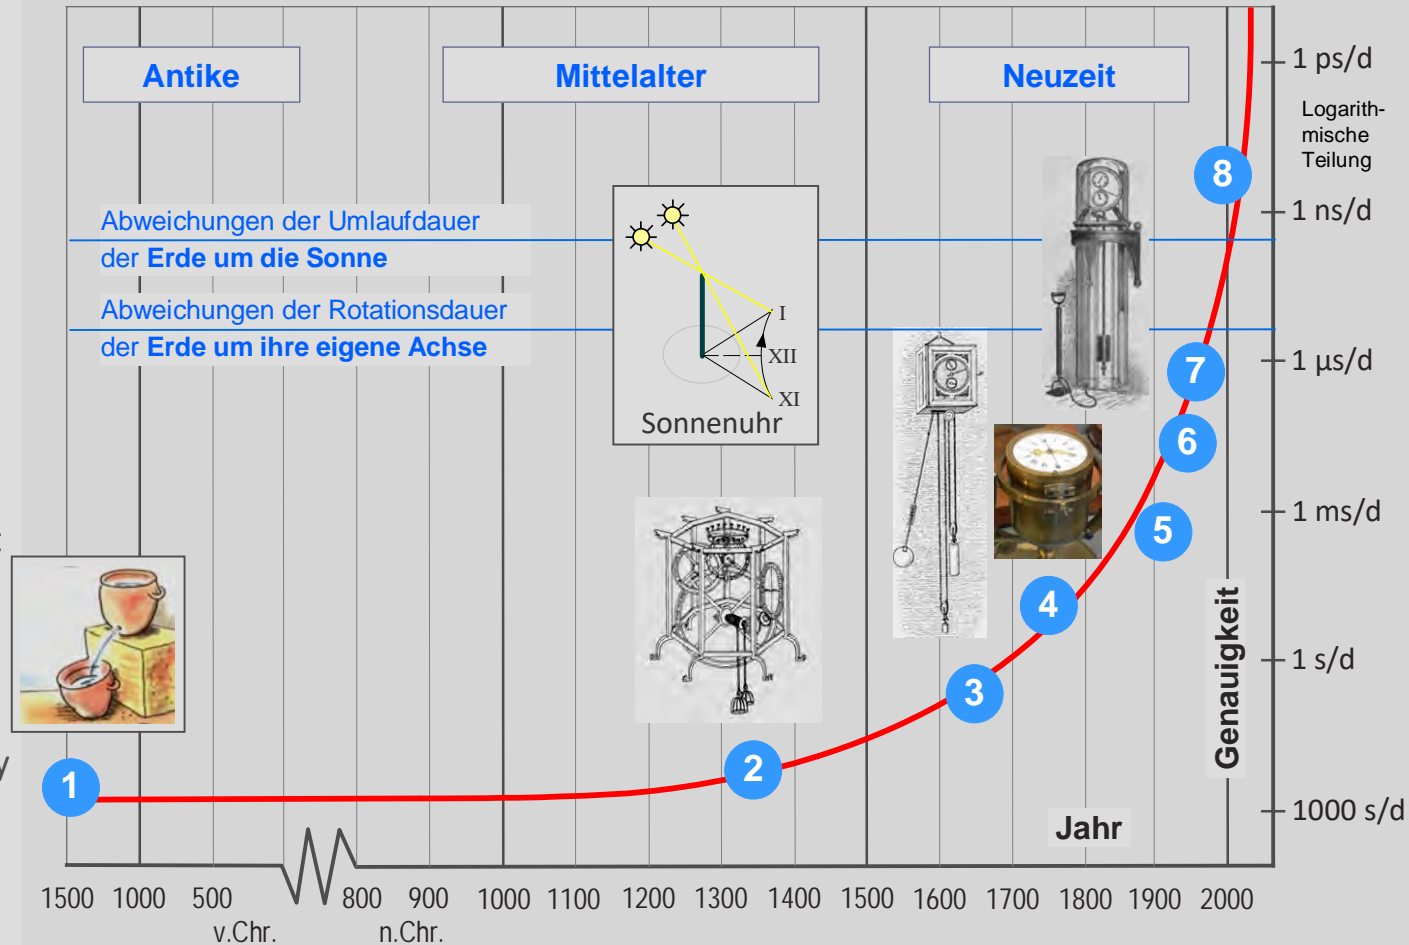 Antike
Mittelalter
Neuzeit
1 ps/d
Logarith-
mische
Teilung
8
1 ns/d
Abweichungen der Umlaufdauer
der Erde um die Sonne
Abweichungen der Rotationsdauer
der Erde um ihre eigene Achse
I
XII
XI
Sonnenuhr
1 µs/d
7
6
1 ms/d
5
4
1 s/d
Genauigkeit
3
2
1
1000 s/d
Jahr
1500 1000 500 800 900 1000 1100 1200 1300 1400 1500 1600 1700 1800 1900 2000
v.Chr. n.Chr.